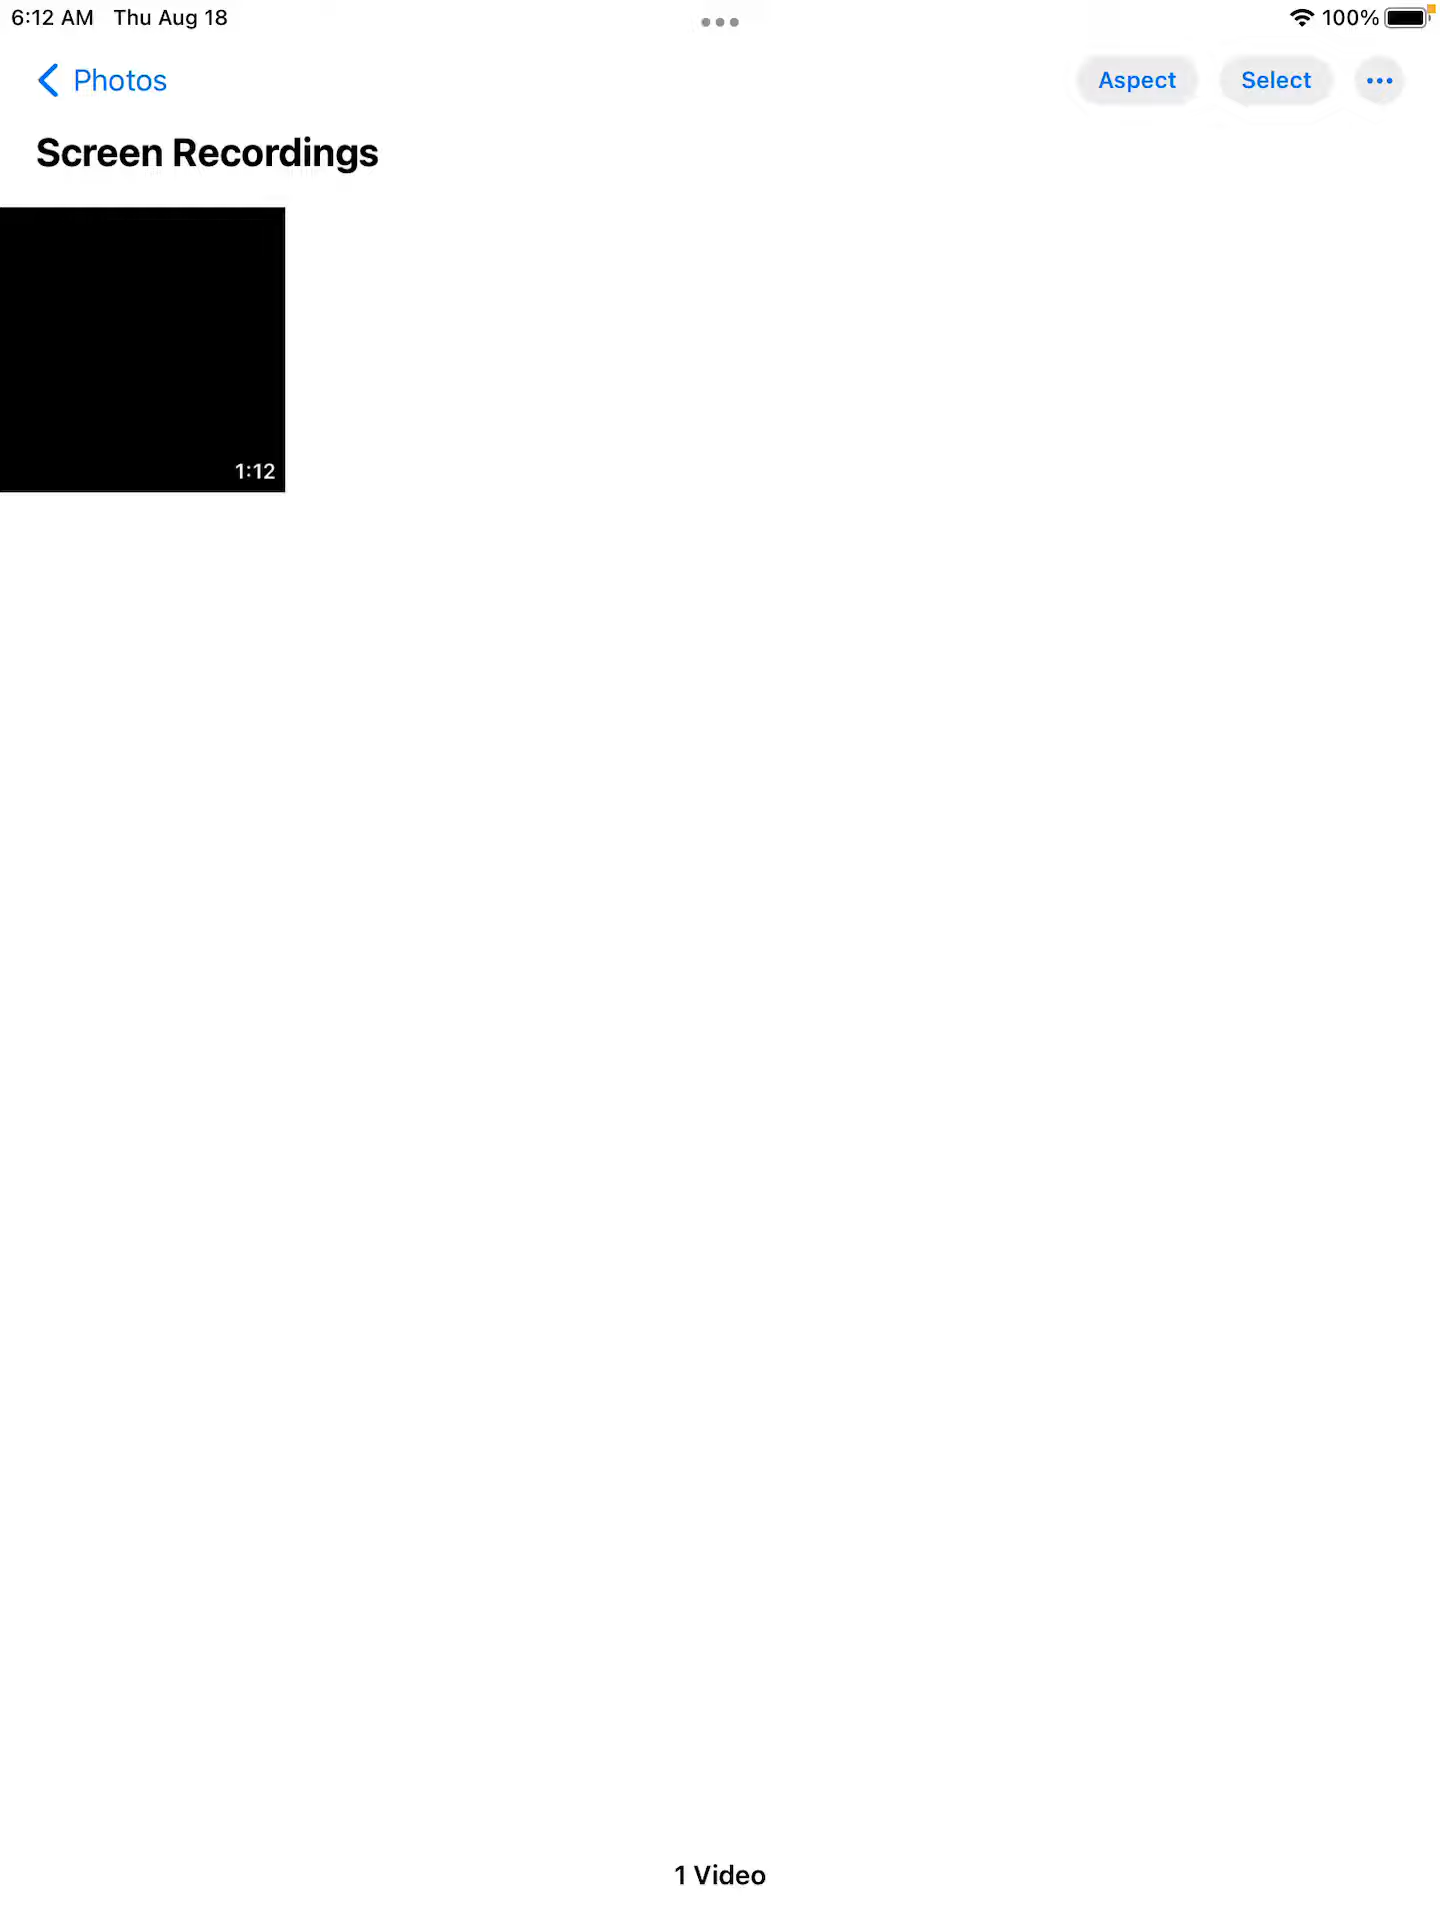 6:12 AM Thu Aug 18
100%
Photos
Aspect
Select
Screen Recordings
1:12
1 Video